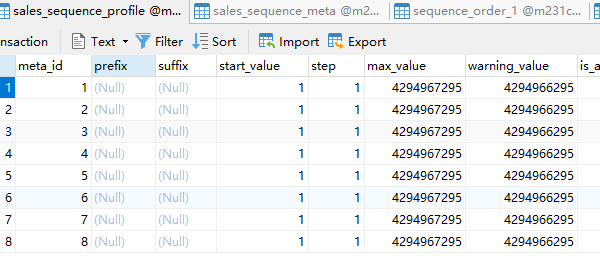 sales_sequence_profile @m... sales_sequence_meta @m2... sequence_order_1 @m231c...
nsaction Text Filter Sort Import Export
meta_id prefix suffix start_value step max_value warning_value is_a
1 1 (Null) (Null) 1 1 4294967295 4294966295
2 2 (Null) (Null) 1 1 4294967295 4294966295
3 3 (Null) (Null) 1 1 4294967295 4294966295
4 4 (Null) (Null) 1 1 4294967295 4294966295
5 5 (Null) (Null) 1 1 4294967295 4294966295
6 6 (Null) (Null) 1 1 4294967295 4294966295
7 7 (Null) (Null) 1 1 4294967295 4294966295
8 8 (Null) (Null) 1 1 4294967295 4294966295